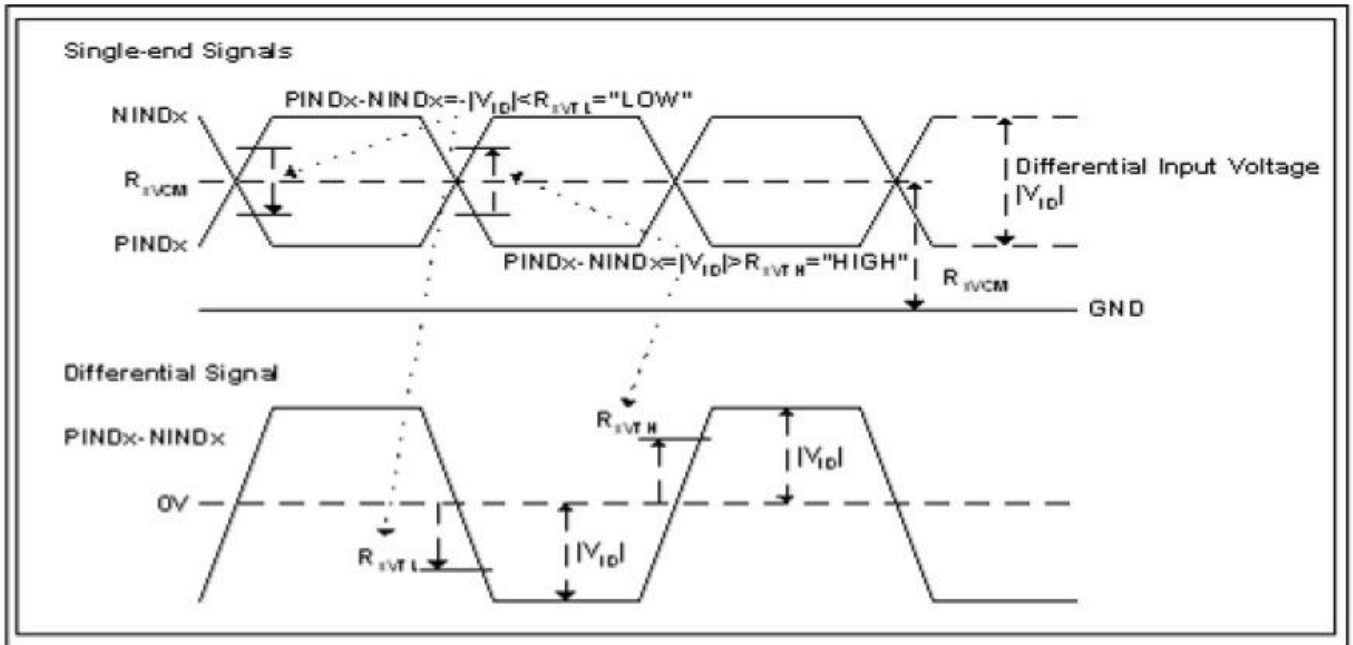 Single-end Signals
PINDx-NINDx=-|VID|<RxVTL="LOW"
NINDx
RxVCM
Differential Input Voltage
|VID|
PINDx
PINDx-NINDx=|VID|>RxVTH="HIGH"
RxVCM
GND
Differential Signal
PINDx-NINDx
RxVTH
|VID|
0V
RxVTL
|VID|